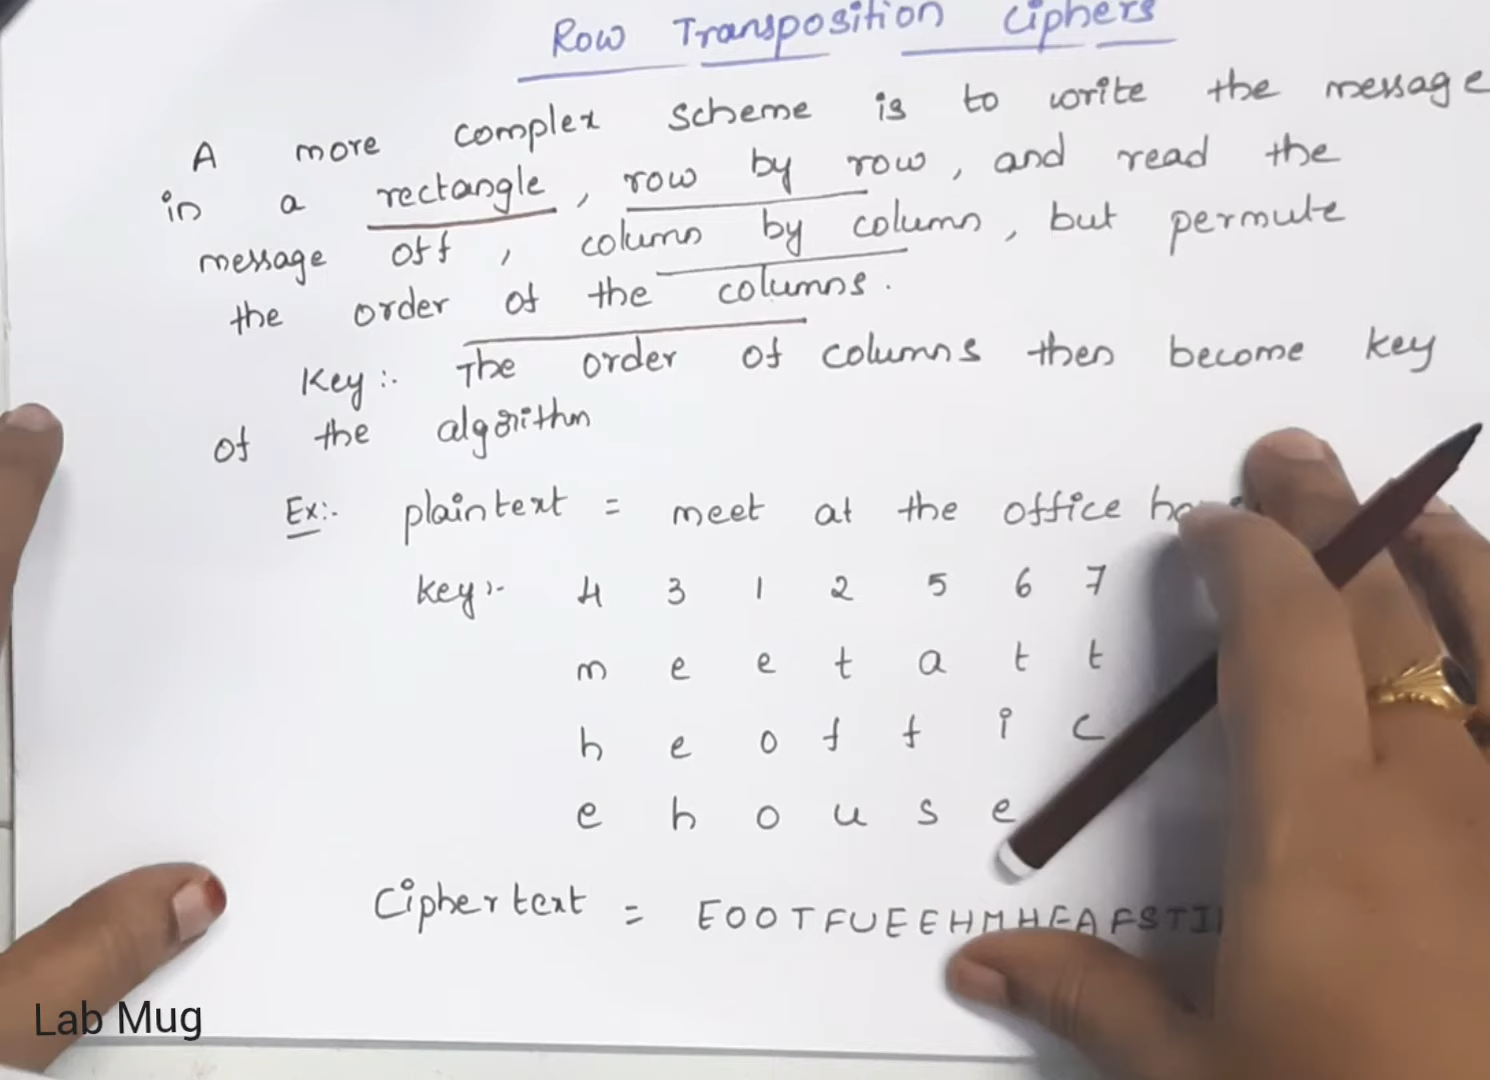 Row Transposition Ciphers
A more complex scheme is to write the message
in a rectangle, row by row, and read the
message off, column by column, but permute
the order of the columns.
Key:- The order of columns then become key
of the algorithm
Ex:- plaintext = meet at the office
key:- 4 3 1 2 5 6 7
m e e t a t t
h e o f f i c
e h o u s e
Ciphertext = EOOTFUEEHMHEAFSTI
Lab Mug